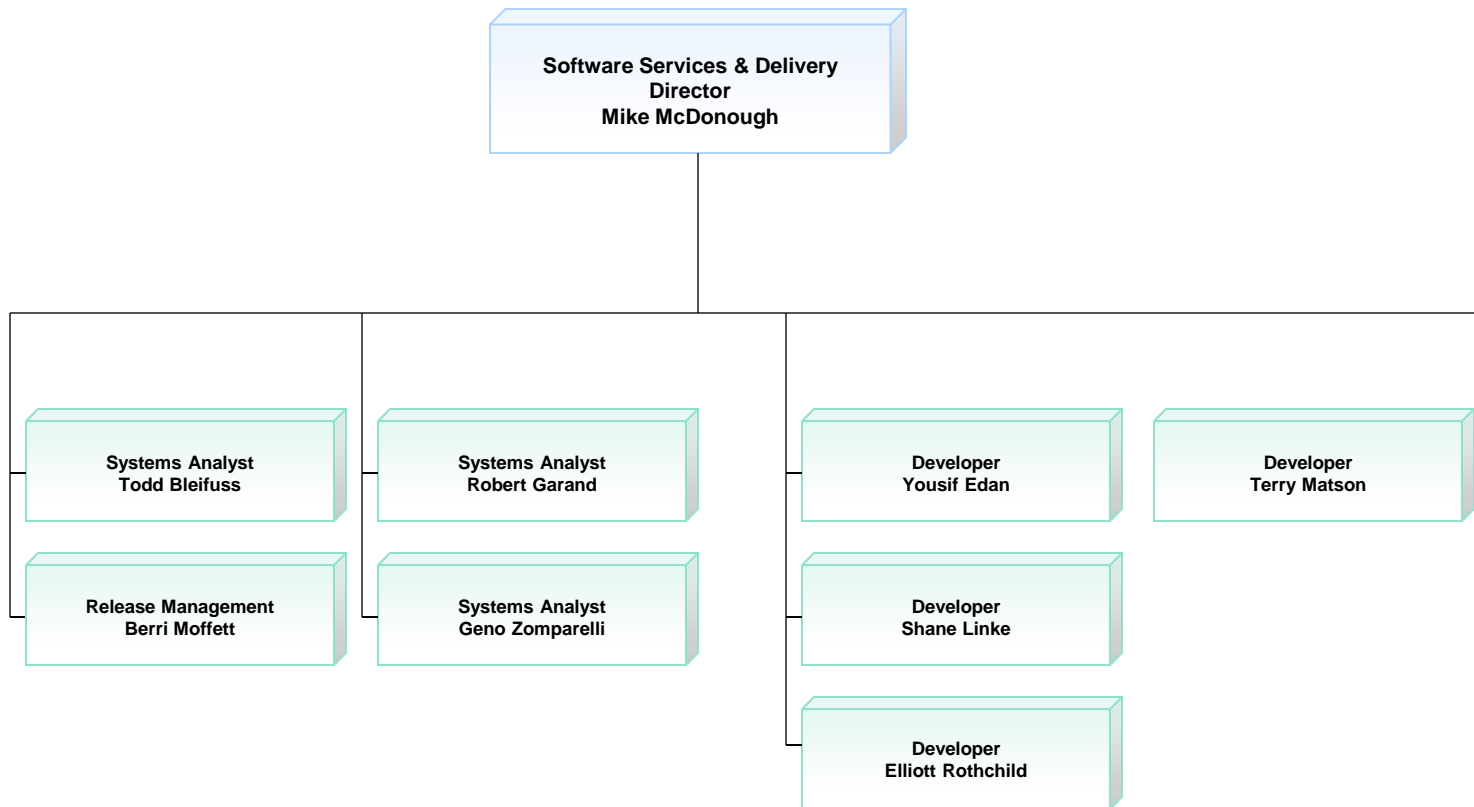 Software Services & Delivery
Director
Mike McDonough
Systems Analyst
Todd Bleifuss
Systems Analyst
Robert Garand
Developer
Yousif Edan
Developer
Terry Matson
Release Management
Berri Moffett
Systems Analyst
Geno Zomparelli
Developer
Shane Linke
Developer
Elliott Rothchild